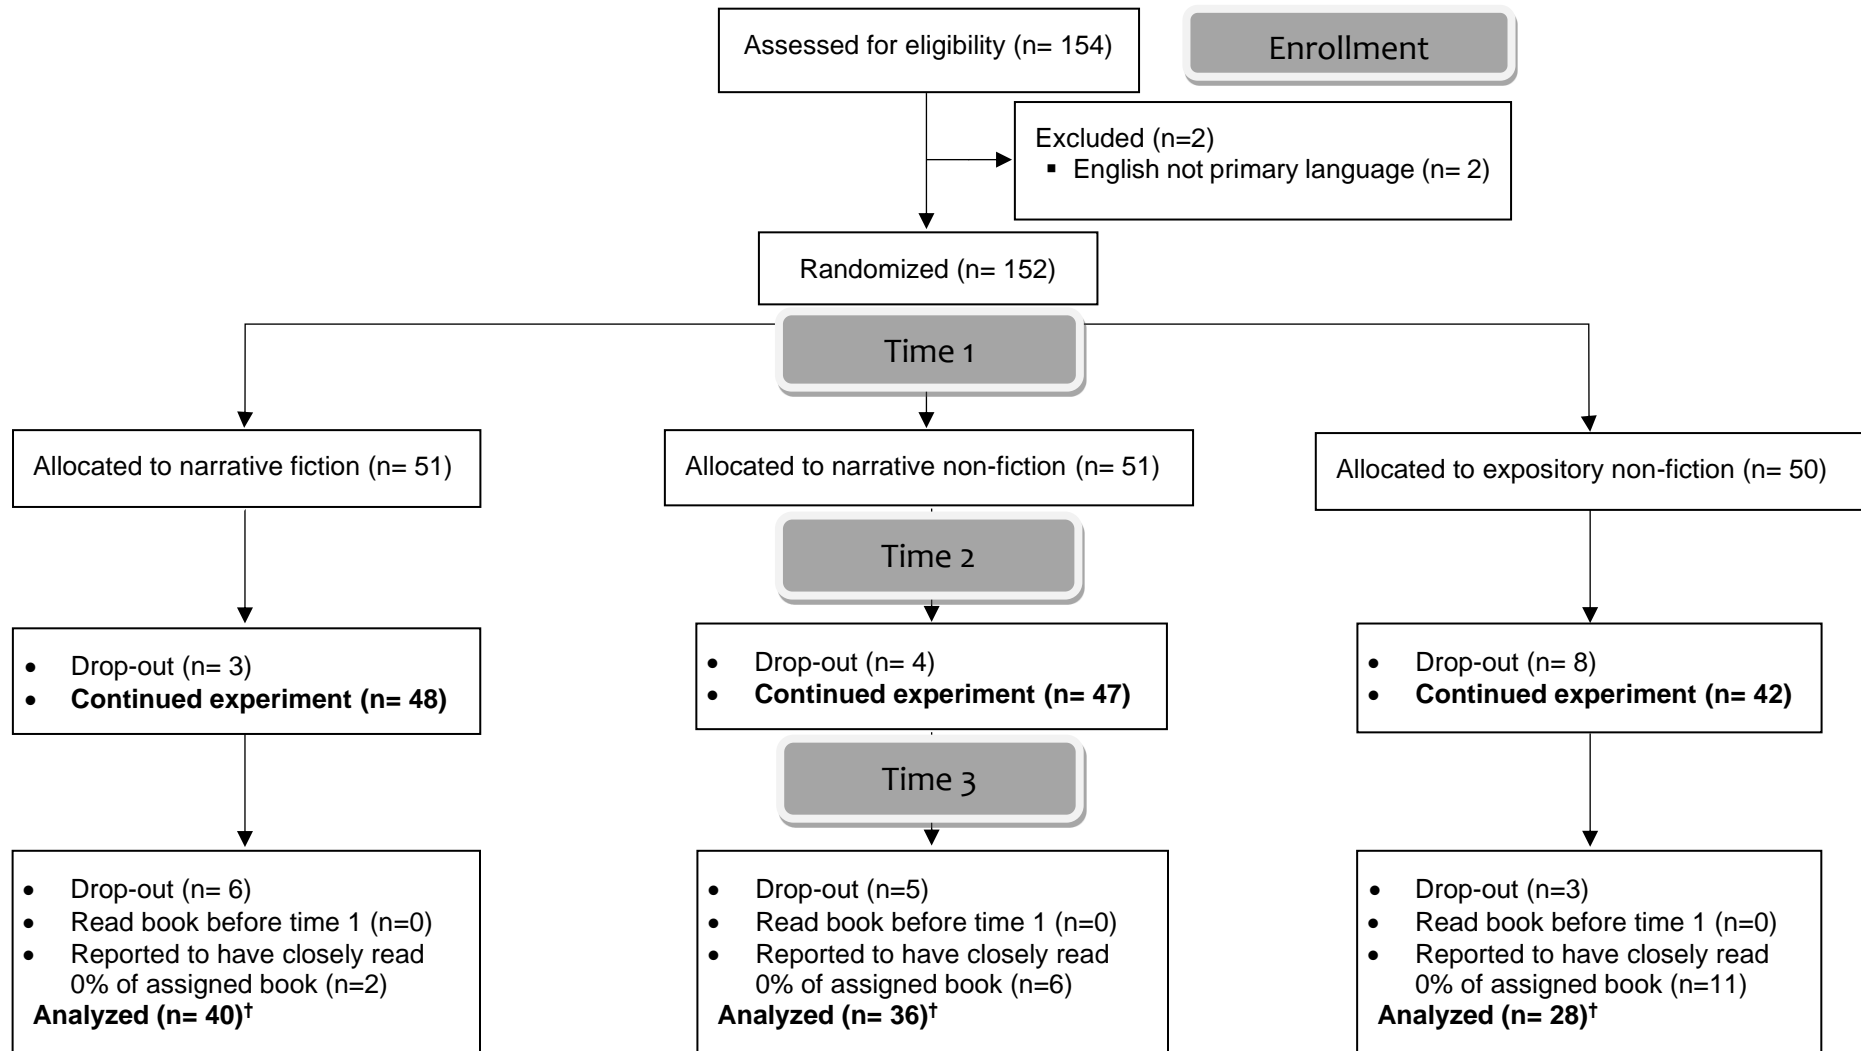 Assessed for eligibility (n= 154)
Enrollment
Excluded (n=2)
▪ English not primary language (n= 2)
Randomized (n= 152)
Time 1
Allocated to narrative fiction (n= 51)
Allocated to narrative non-fiction (n= 51)
Allocated to expository non-fiction (n= 50)
Time 2
• Drop-out (n= 3)
• Continued experiment (n= 48)
• Drop-out (n= 4)
• Continued experiment (n= 47)
• Drop-out (n= 8)
• Continued experiment (n= 42)
Time 3
• Drop-out (n= 6)
• Read book before time 1 (n=0)
• Reported to have closely read
0% of assigned book (n=2)
Analyzed (n= 40)†
• Drop-out (n=5)
• Read book before time 1 (n=0)
• Reported to have closely read
0% of assigned book (n=6)
Analyzed (n= 36)†
• Drop-out (n=3)
• Read book before time 1 (n=0)
• Reported to have closely read
0% of assigned book (n=11)
Analyzed (n= 28)†